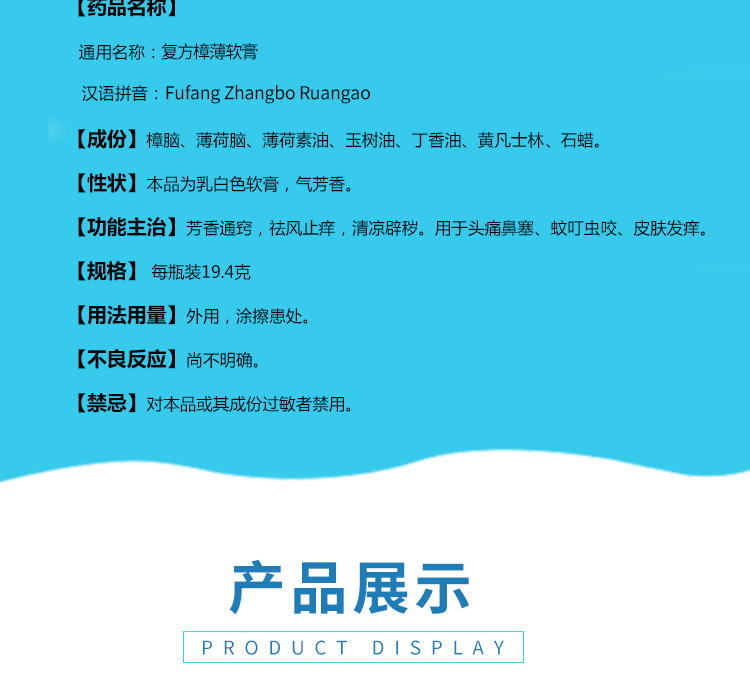 【药品名称】
通用名称：复方樟薄软膏
汉语拼音：Fufang Zhangbo Ruangao
【成份】樟脑、薄荷脑、薄荷素油、玉树油、丁香油、黄凡士林、石蜡。
【性状】本品为乳白色软膏，气芳香。
【功能主治】芳香通窍，祛风止痒，清凉辟秽。用于头痛鼻塞、蚊叮虫咬、皮肤发痒。
【规格】 每瓶装19.4克
【用法用量】外用，涂擦患处。
【不良反应】尚不明确。
【禁忌】对本品或其成份过敏者禁用。
产品展示
PRODUCT DISPLAY